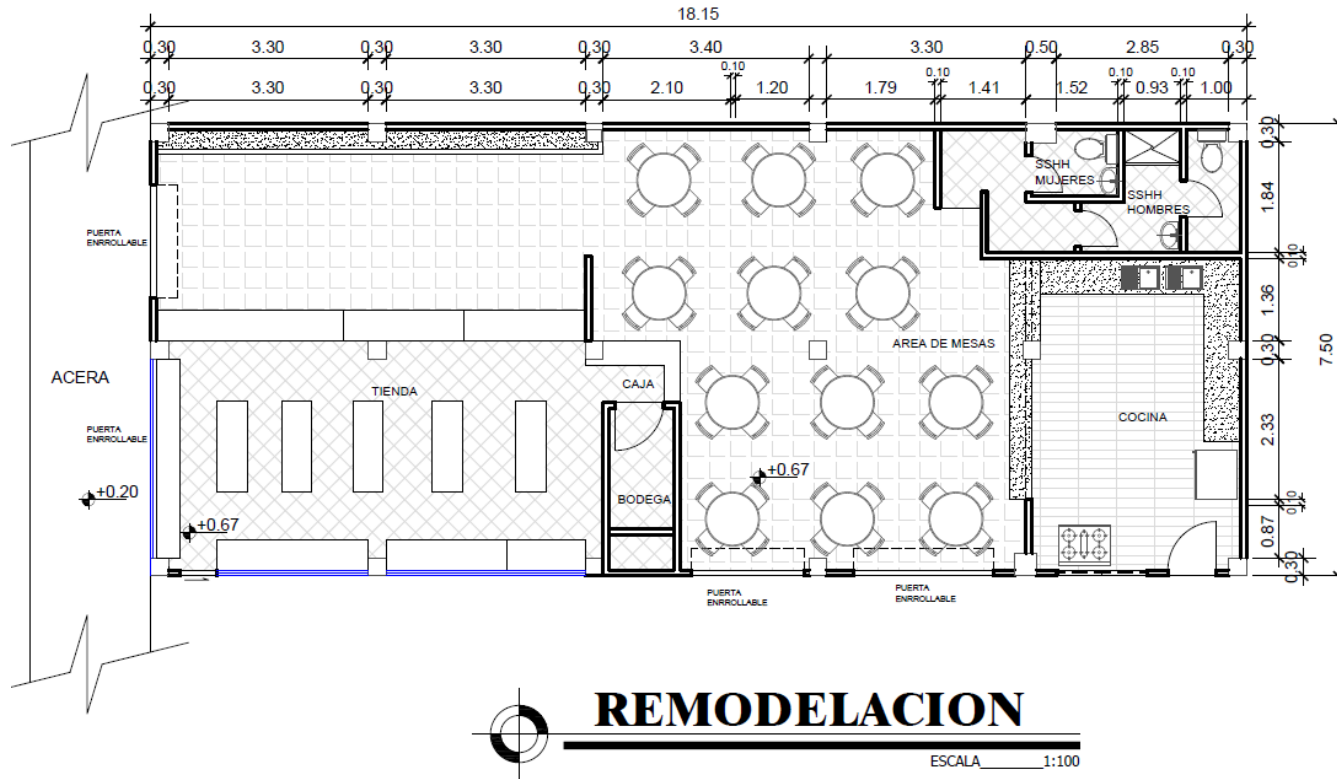 18.15
0.30 3.30 0.30 3.30 0.30 3.40 3.30 0.50 2.85 0.30
0.10 0.10 0.10 0.10
0.30 3.30 0.30 3.30 0.30 2.10 1.20 1.79 1.41 1.52 0.93 1.00
0.30
1.84
0.10
1.36
0.30
2.33
0.10
0.87
0.30
7.50
SSHH
MUJERES
SSHH
HOMBRES
PUERTA
ENRROLLABLE
AREA DE MESAS
ACERA
TIENDA
CAJA
COCINA
PUERTA
ENRROLLABLE
+0.20
+0.67
BODEGA
+0.67
PUERTA
ENRROLLABLE
PUERTA
ENRROLLABLE
REMODELACION
ESCALA_______1:100